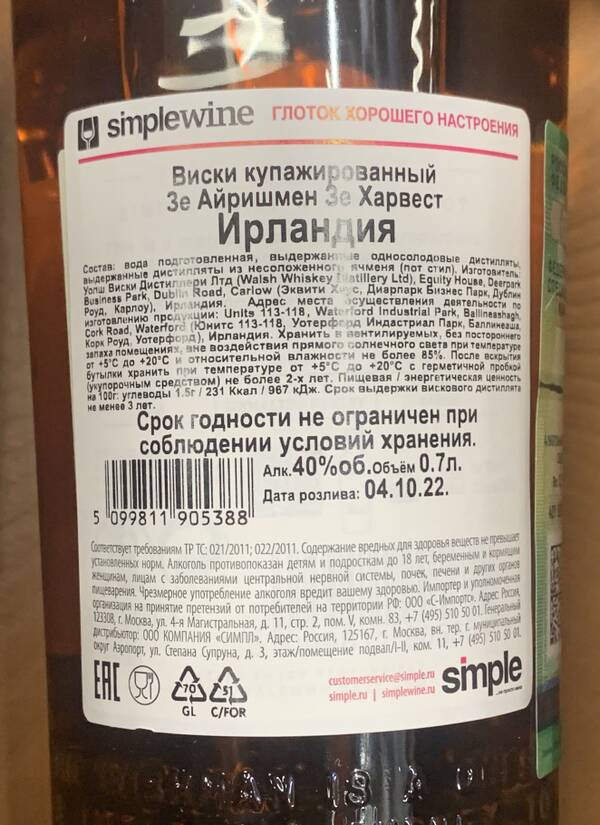 simplewine ГЛОТОК ХОРОШЕГО НАСТРОЕНИЯ
Виски купажированный
Зе Айришмен Зе Харвест
Ирландия
Состав: вода подготовленная, выдержанные односолодовые дистилляты,
выдержанные дистилляты из несоложенного ячменя (пот стил). Изготовитель:
Уолш Виски Дистиллери Лтд (Walsh Whiskey Distillery Ltd), Equity House, Deerpark
Business Park, Dublin Road, Carlow (Эквити Хаус, Диарпарк Бизнес Парк, Дублин
Роуд, Карлоу), Ирландия. Адрес места осуществления деятельности по
изготовлению продукции: Units 113-118, Waterford Industrial Park, Ballineashagh,
Cork Road, Waterford (Юнитс 113-118, Уотерфорд Индастриал Парк, Баллинеаша,
Корк Роуд, Уотерфорд), Ирландия. Хранить в вентилируемых, без постороннего
запаха помещениях, вне воздействия прямого солнечного света при температуре
от +5°С до +20°С и относительной влажности не более 85%. После вскрытия
бутылки хранить при температуре от +5°С до +20°С с герметичной пробкой
(укупорочным средством) не более 2-х лет. Пищевая / энергетическая ценность
на 100г: углеводы 1.5г / 231 Ккал / 967 кДж. Срок выдержки вискового дистиллята
не менее 3 лет.
Срок годности не ограничен при
соблюдении условий хранения.
Алк.40%об.объём 0.7л.
Дата розлива: 04.10.22.
5 099811 905388
Соответствует требованиям ТР ТС: 021/2011; 022/2011. Содержание вредных для здоровья веществ не превышает
установленных норм. Алкоголь противопоказан детям и подросткам до 18 лет, беременным и кормящим
женщинам, лицам с заболеваниями центральной нервной системы, почек, печени и других органов
пищеварения. Чрезмерное употребление алкоголя вредит вашему здоровью. Импортер и уполномоченная
организация на принятие претензий от потребителей на территории РФ: ООО «С-Импортс». Адрес: Россия,
123308, г. Москва, ул. 4-я Магистральная, д. 11, стр. 2, пом. V, комн. 83, +7 (495) 510 50 01. Генеральный
дистрибьютор: ООО КОМПАНИЯ «СИМПЛ». Адрес: Россия, 125167, г. Москва, вн. тер. г. муниципальный
округ Аэропорт, ул. Степана Супруна, д. 3, этаж/помещение подвал/I-II, ком. 11, +7 (495) 510 50 01.
EAC 70 GL 51 C/FOR
customerservice@simple.ru
simple.ru | simplewine.ru
simple